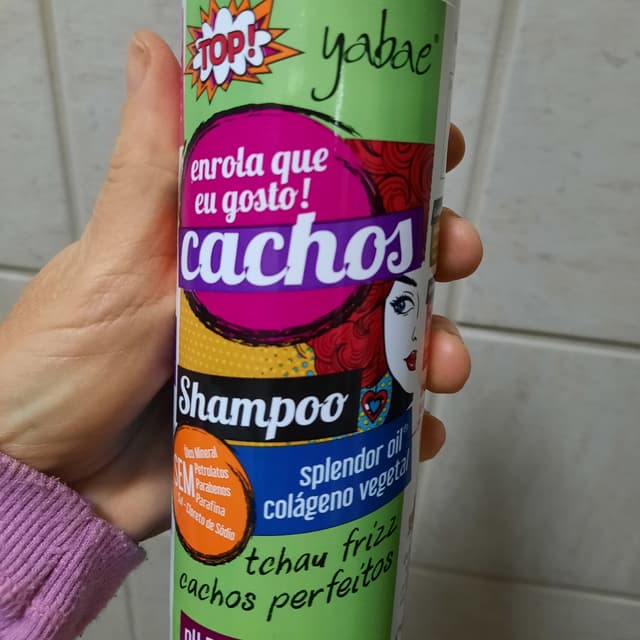 TOP!
yabae®
enrola que
eu gosto!
cachos
Shampoo
splendor oil®
colágeno vegetal
Óleo Mineral
SEM
Petrolatos
Parabenos
Parafina
Sal - Cloreto de Sódio
tchau frizz
cachos perfeitos
pH